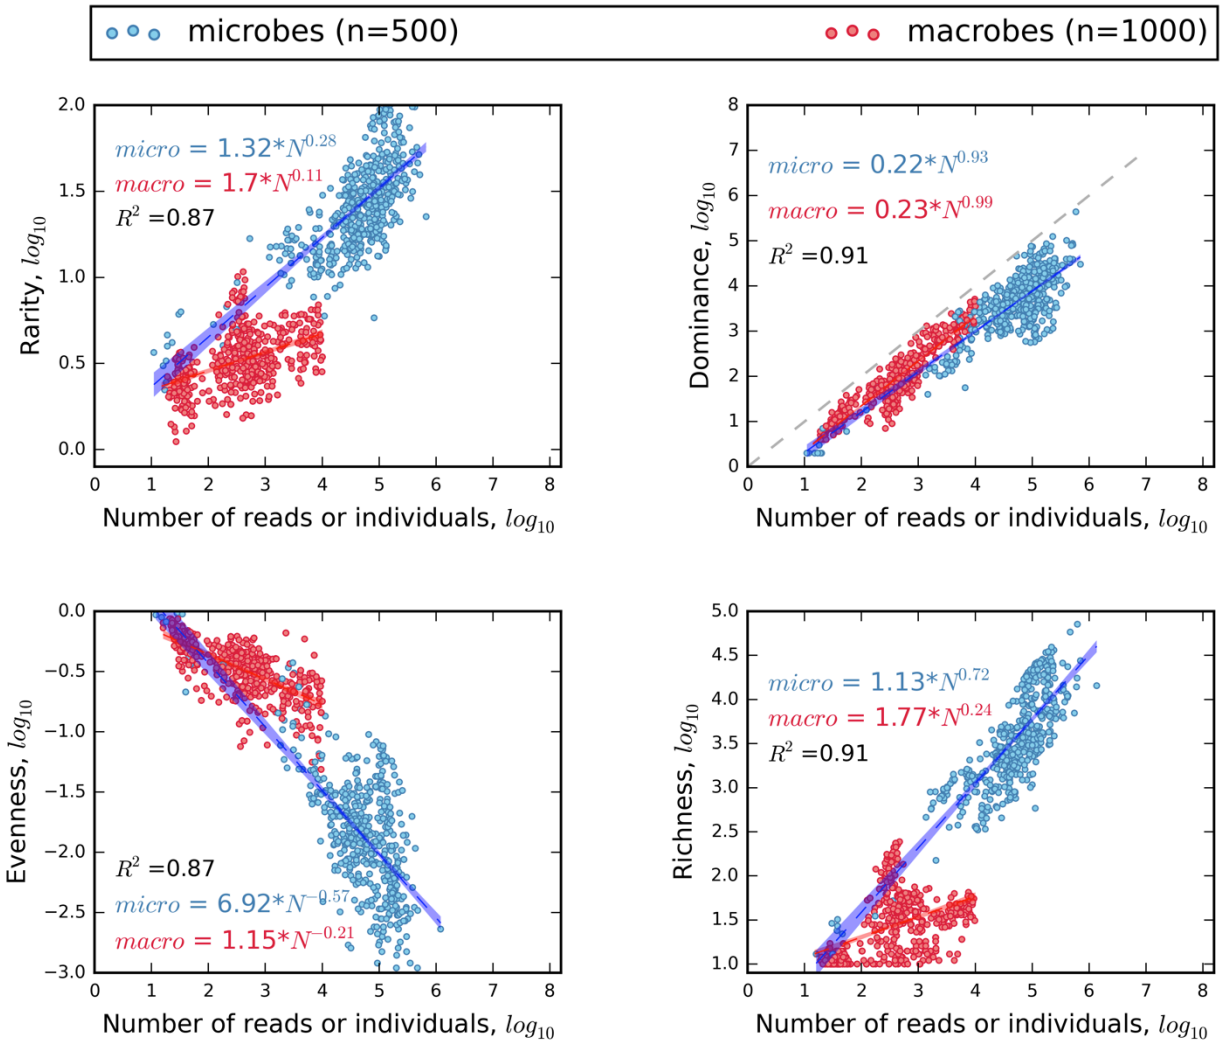 microbes (n=500) macrobes (n=1000)
2.0
1.5
1.0
0.5
0.0
Rarity, log10
micro = 1.32*N^0.28
macro = 1.7*N^0.11
R^2 =0.87
0 1 2 3 4 5 6 7 8
Number of reads or individuals, log10
8
7
6
5
4
3
2
1
0
Dominance, log10
micro = 0.22*N^0.93
macro = 0.23*N^0.99
R^2 =0.91
0 1 2 3 4 5 6 7 8
Number of reads or individuals, log10
0.0
−0.5
−1.0
−1.5
−2.0
−2.5
−3.0
Evenness, log10
R^2 =0.87
micro = 6.92*N^−0.57
macro = 1.15*N^−0.21
0 1 2 3 4 5 6 7 8
Number of reads or individuals, log10
5.0
4.5
4.0
3.5
3.0
2.5
2.0
1.5
1.0
Richness, log10
micro = 1.13*N^0.72
macro = 1.77*N^0.24
R^2 =0.91
0 1 2 3 4 5 6 7 8
Number of reads or individuals, log10